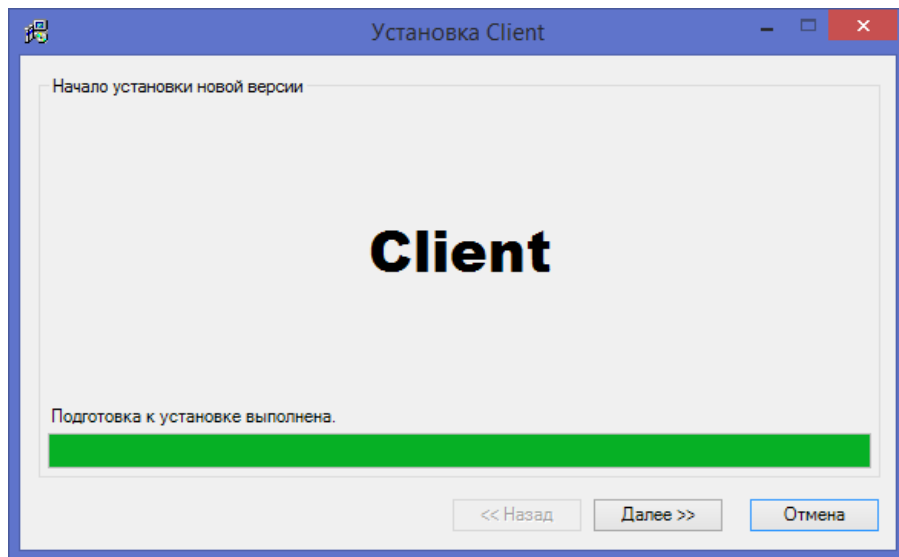 Установка Client
Начало установки новой версии
Client
Подготовка к установке выполнена.
<< Назад
Далее >>
Отмена